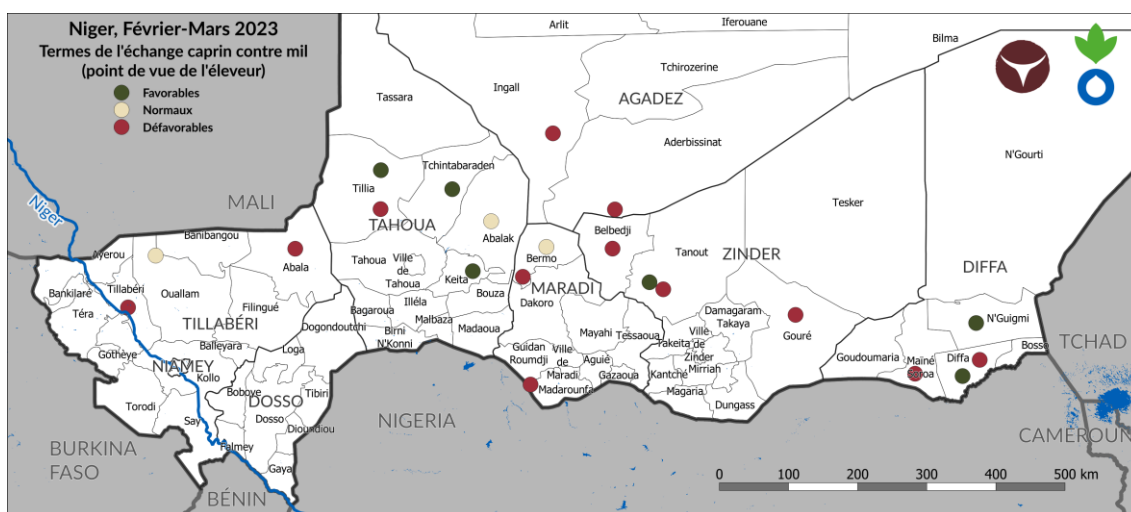 Niger, Février-Mars 2023
Termes de l'échange caprin contre mil
(point de vue de l'éleveur)
Favorables
Normaux
Défavorables
Arlit
Iferouane
Bilma
Tchirozerine
Ingall
Tassara
AGADEZ
Aderbissinat
N'Gourti
Tchintabaraden
Tillia
MALI
Niger
Tesker
TAHOUA
Abalak
Belbedji
Tanout
ZINDER
Banibangou
Ayerou
Abala
Tahoua
Ville
de
Tahoua
Keita
Bermo
DIFFA
Bankilaré
Tillabéri
Ouallam
Filingué
Bouza
MARADI
Dakoro
Téra
Bagaroua
Illéla
Malbaza
Madaoua
Damagaram
Takaya
Gouré
N'Guigmi
TILLABÉRI
Dogondoutchi
Birni
N'Konni
Mayahi
Tessaoua
Takeita
Ville
de
Zinder
Mirriah
Goudoumaria
Maïné
Soroa
Diffa
Bosso
TCHAD
Gothèye
Balleyara
Loga
Guidan
Roumdji
Ville
de
Maradi
Aguié
Gazaoua
Kantché
NIAMEY
Kollo
Boboye
DOSSO
Tibiri
Madarounfa
Magaria
Dungass
Torodi
Say
Dosso
Dioundiou
NIGERIA
CAMEROUN
BURKINA
FASO
Falmey
Gaya
BÉNIN
0 100 200 300 400 500 km